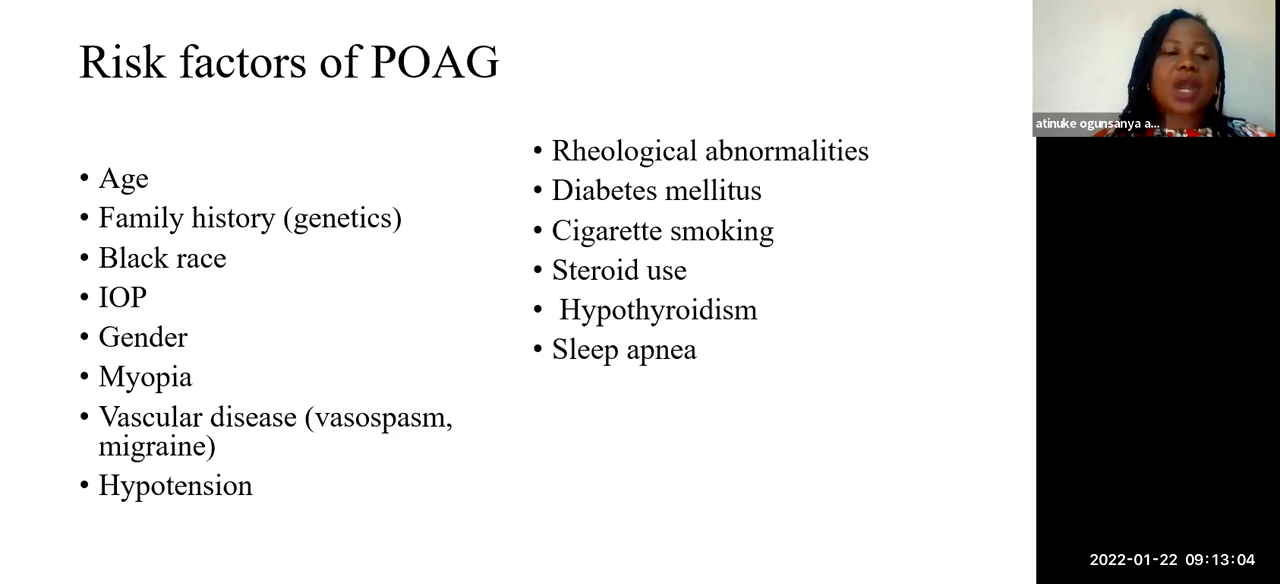 Risk factors of POAG
• Age
• Family history (genetics)
• Black race
• IOP
• Gender
• Myopia
• Vascular disease (vasospasm,
migraine)
• Hypotension
• Rheological abnormalities
• Diabetes mellitus
• Cigarette smoking
• Steroid use
• Hypothyroidism
• Sleep apnea
atinuke ogunsanya a...
2022-01-22 09:13:04